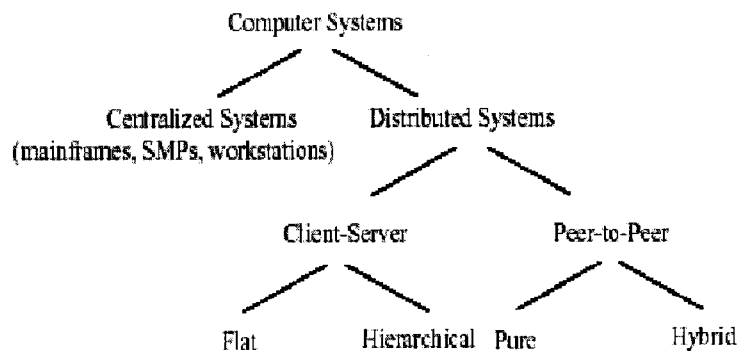 Computer Systems
Centralized Systems Distributed Systems
(mainframes, SMPs, workstations)
Client-Server Peer-to-Peer
Flat Hierarchical Pure Hybrid